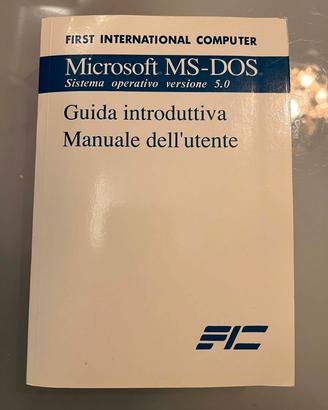 FIRST INTERNATIONAL COMPUTER
Microsoft MS-DOS
Sistema operativo versione 5.0
Guida introduttiva
Manuale dell'utente
FIC